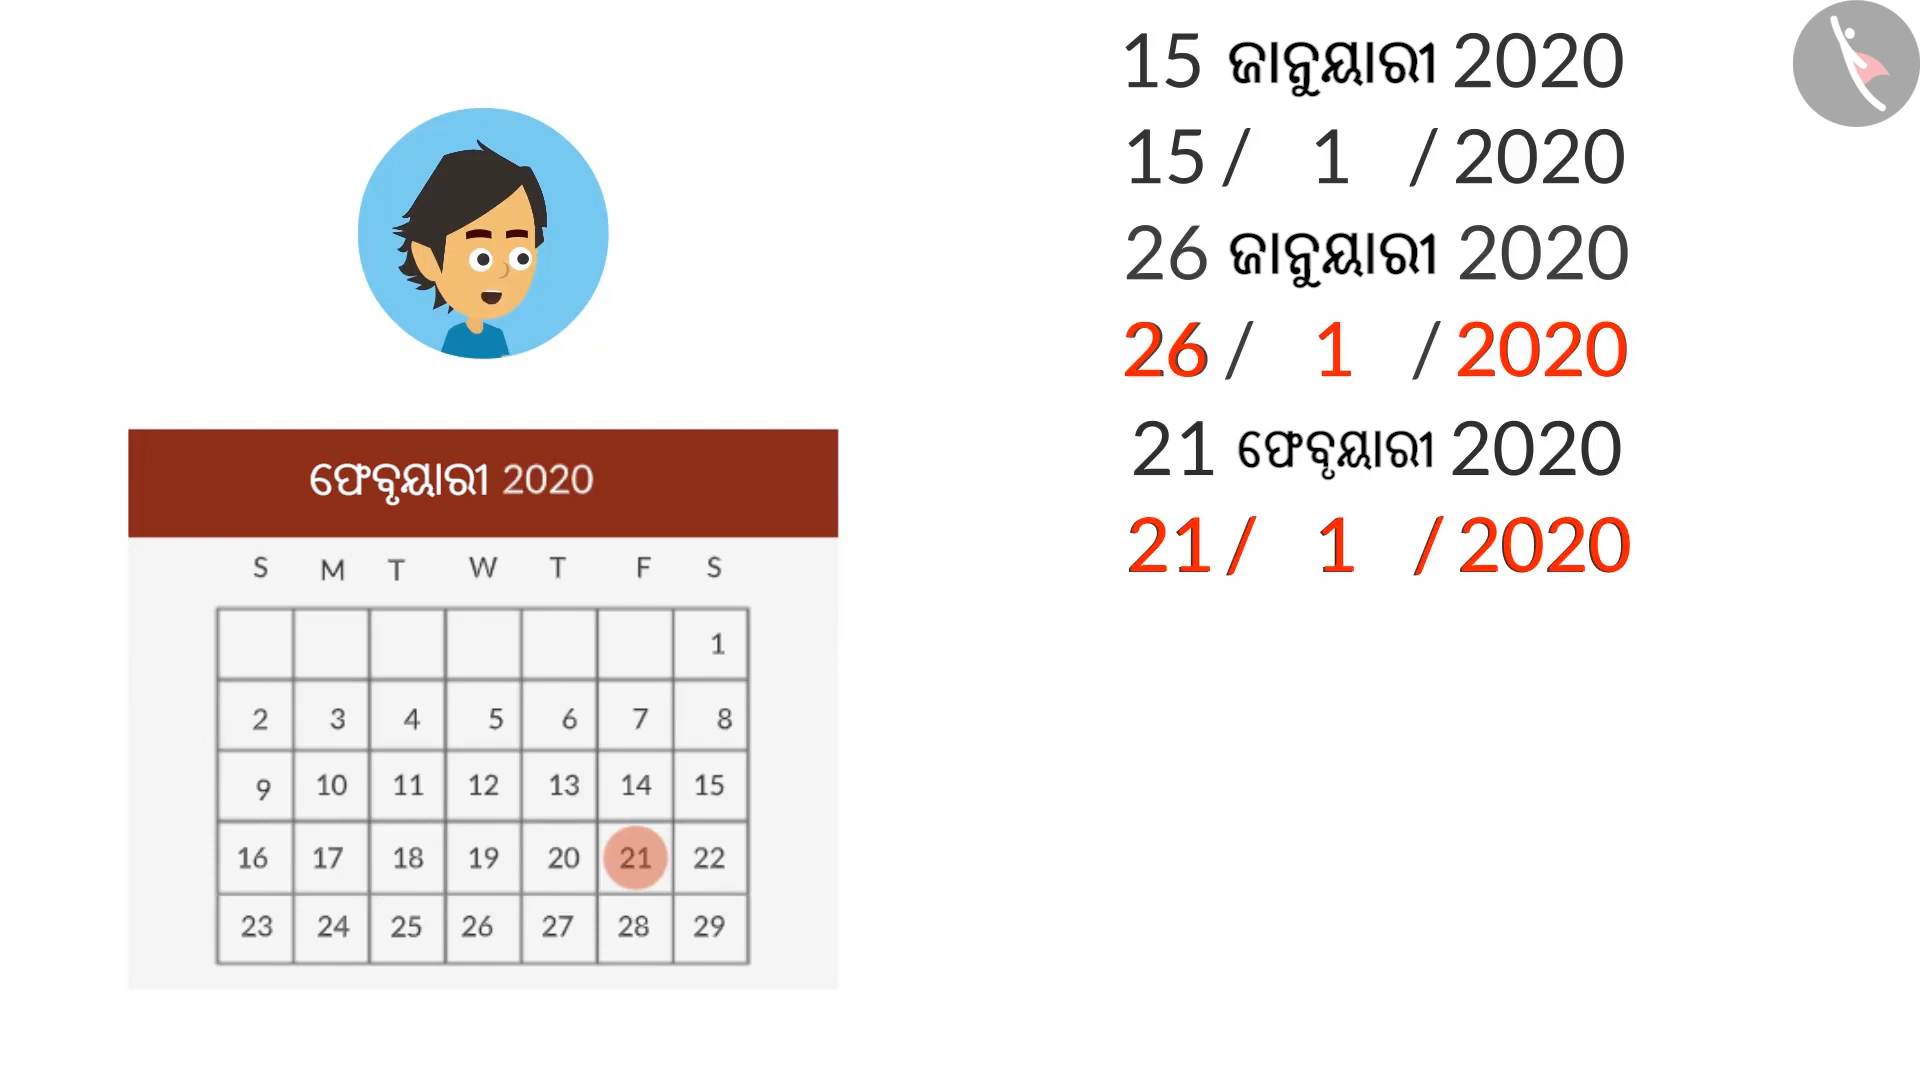 15 ଜାନୁୟାରୀ 2020
15 / 1 / 2020
26 ଜାନୁୟାରୀ 2020
26 / 1 / 2020
21 ଫେବୃୟାରୀ 2020
21 / 1 / 2020
ଫେବୃୟାରୀ 2020
S M T W T F S
1
2 3 4 5 6 7 8
9 10 11 12 13 14 15
16 17 18 19 20 21 22
23 24 25 26 27 28 29